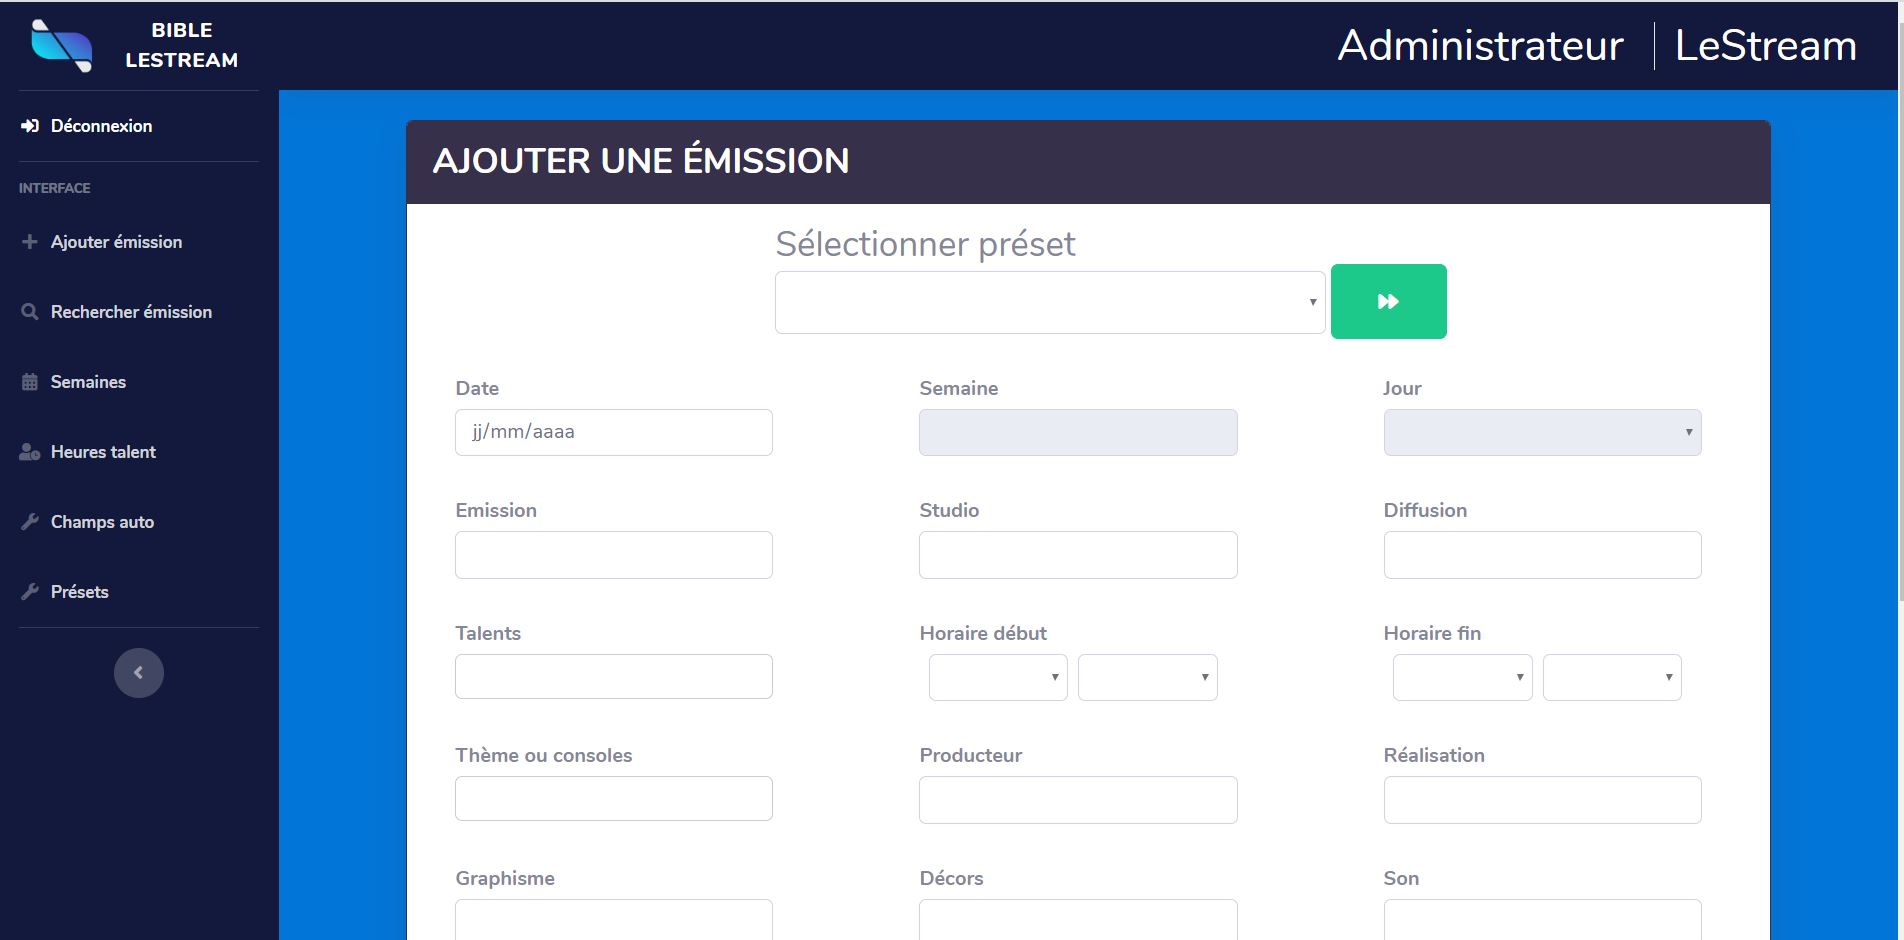 BIBLE
LESTREAM
Administrateur
LeStream
Déconnexion
INTERFACE
Ajouter émission
Rechercher émission
Semaines
Heures talent
Champs auto
Présets
AJOUTER UNE ÉMISSION
Sélectionner préset
Date
Semaine
Jour
jj/mm/aaaa
Emission
Studio
Diffusion
Talents
Horaire début
Horaire fin
Thème ou consoles
Producteur
Réalisation
Graphisme
Décors
Son